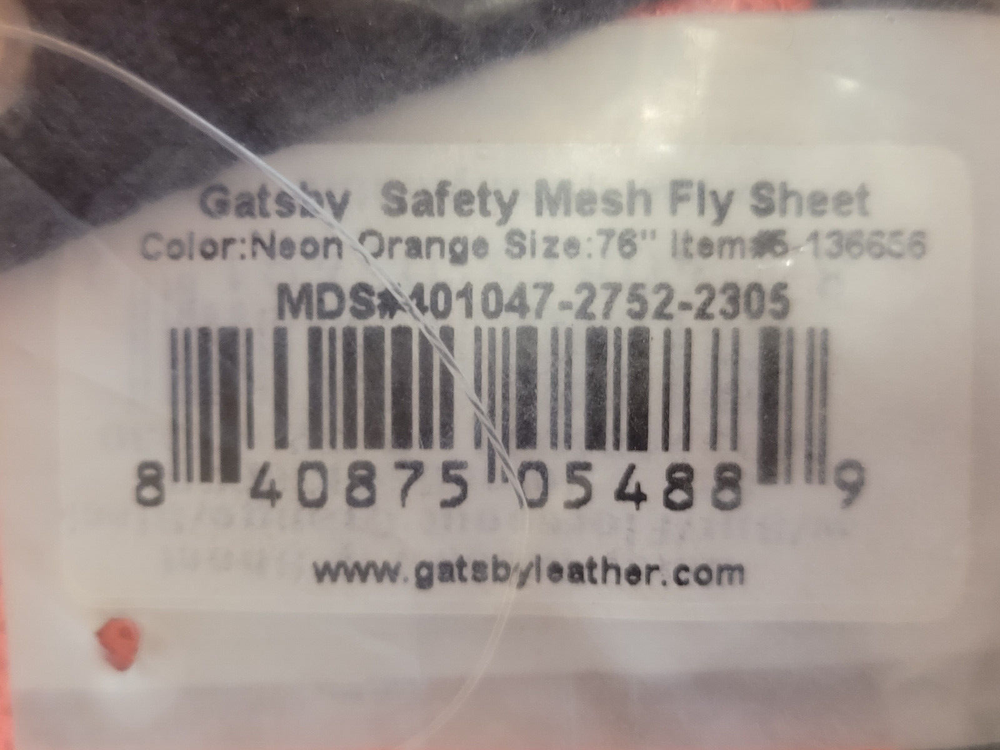 Gatsby Safety Mesh Fly Sheet
Color:Neon Orange Size:76" Item#6-136656
MDS#401047-2752-2305
8 40875 05488 9
www.gatsbyleather.com